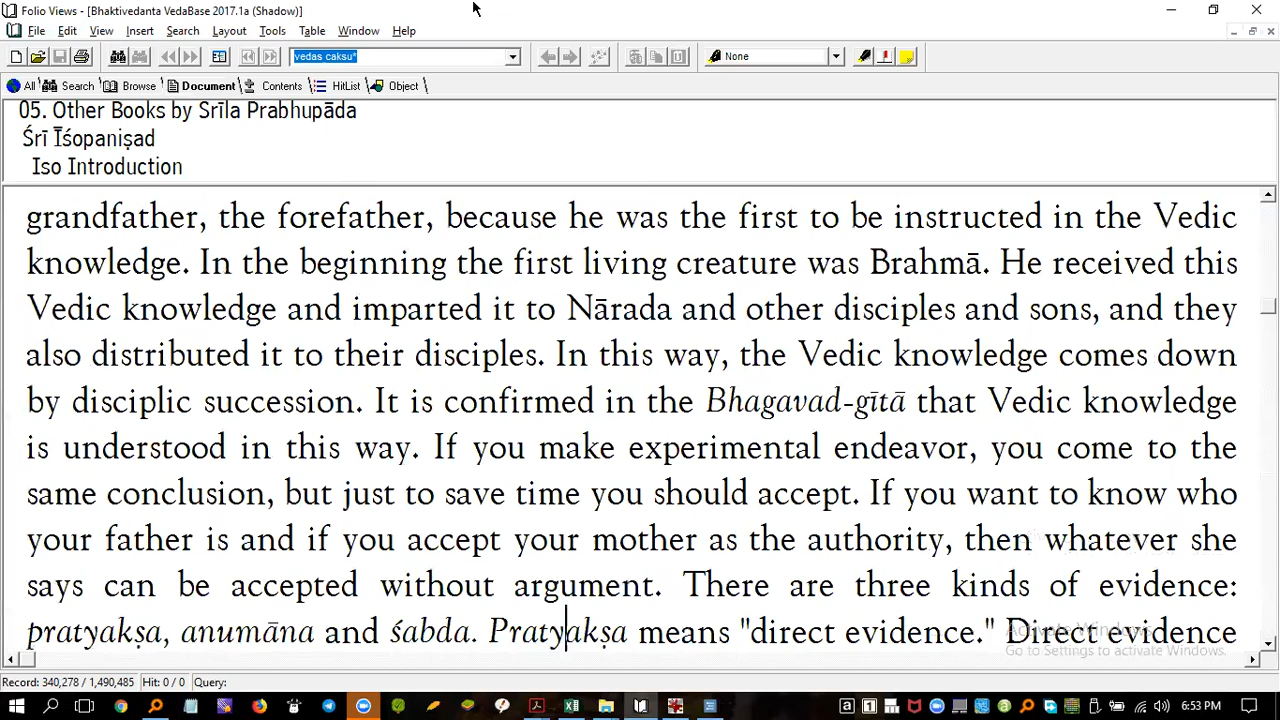 Folio Views - [Bhaktivedanta VedaBase 2017.1a (Shadow)]
File Edit View Insert Search Layout Tools Table Window Help
vedas caksu* None
All Search Browse Document Contents HitList Object
05. Other Books by Srīla Prabhupāda
Śrī Īśopaniṣad
Iso Introduction
grandfather, the forefather, because he was the first to be instructed in the Vedic
knowledge. In the beginning the first living creature was Brahmā. He received this
Vedic knowledge and imparted it to Nārada and other disciples and sons, and they
also distributed it to their disciples. In this way, the Vedic knowledge comes down
by disciplic succession. It is confirmed in the Bhagavad-gītā that Vedic knowledge
is understood in this way. If you make experimental endeavor, you come to the
same conclusion, but just to save time you should accept. If you want to know who
your father is and if you accept your mother as the authority, then whatever she
says can be accepted without argument. There are three kinds of evidence:
pratyakṣa, anumāna and śabda. Pratyakṣa means "direct evidence." Direct evidence
Activate Windows
Go to Settings to activate Windows.
Record: 340,278 / 1,490,485 Hit: 0 / 0 Query:
6:53 PM